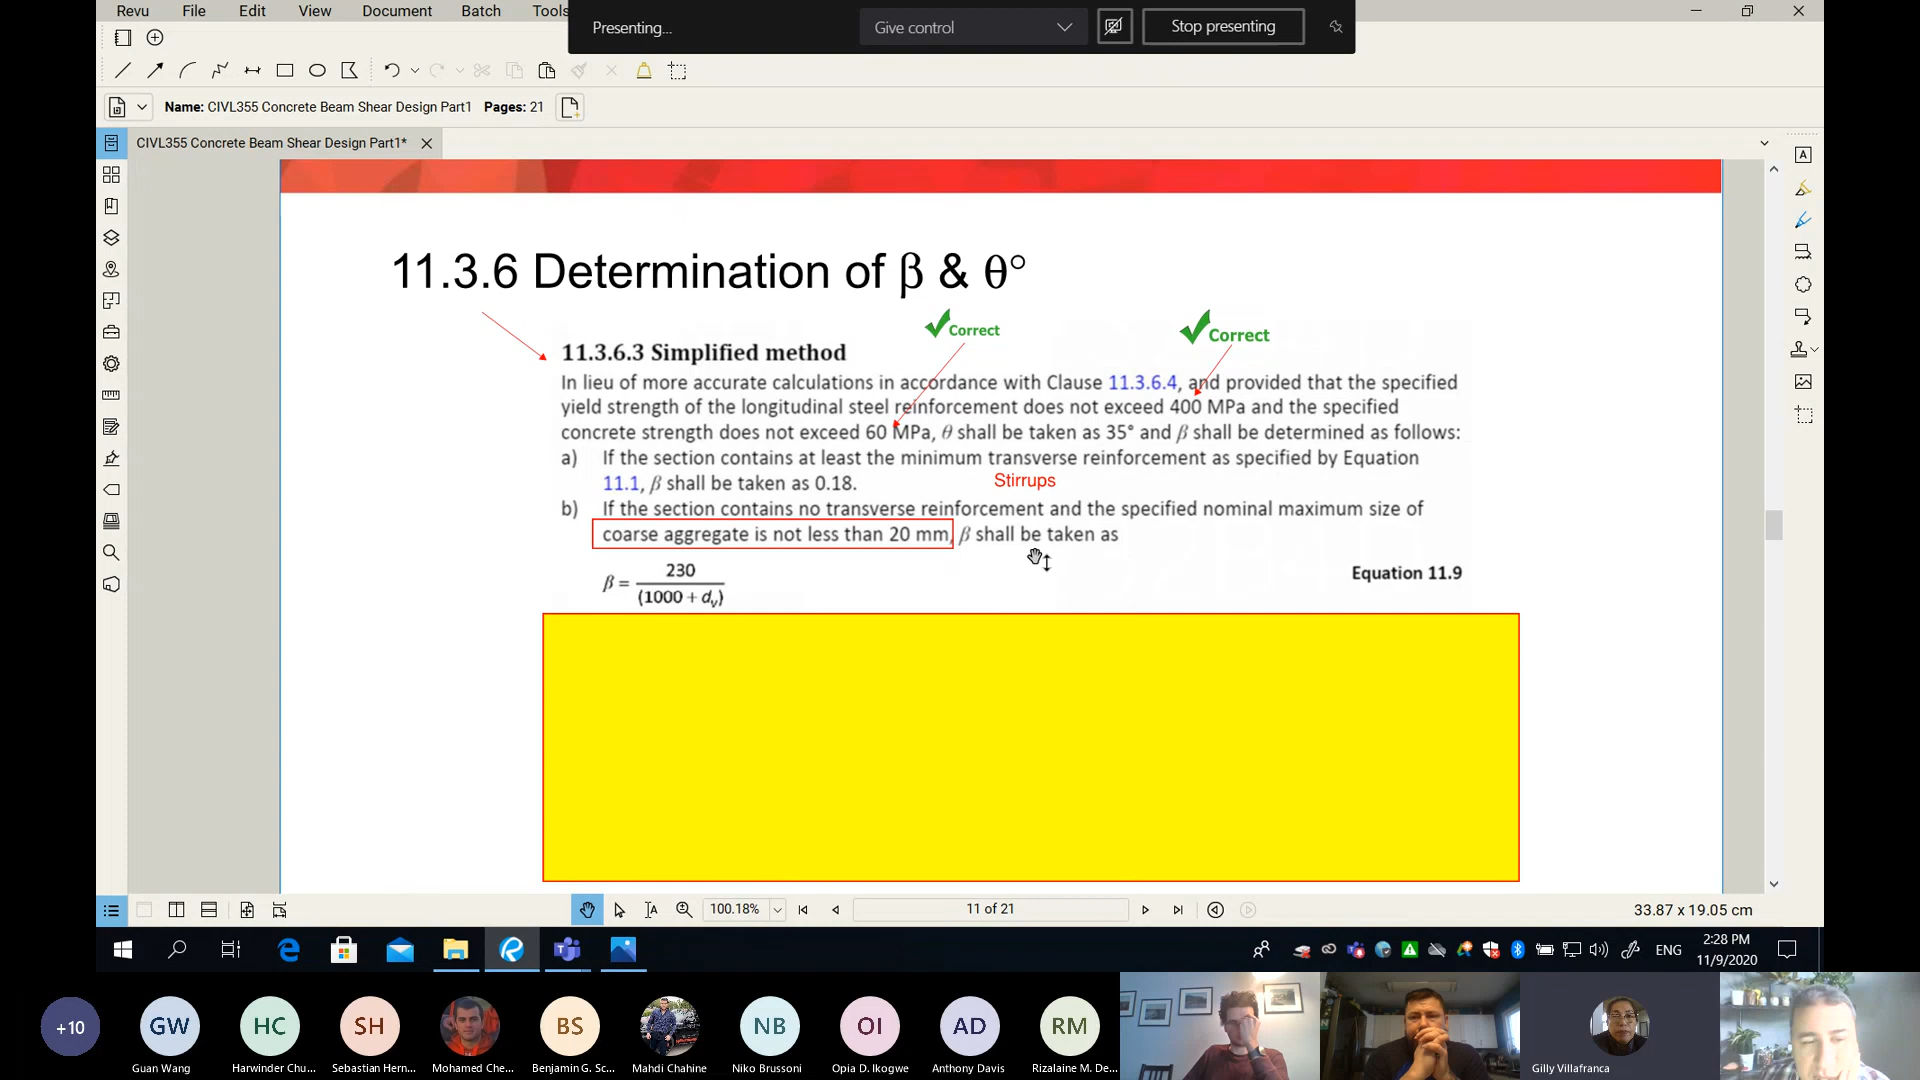 Revu File Edit View Document Batch Tools
Presenting...
Give control
Stop presenting
Name: CIVL355 Concrete Beam Shear Design Part1 Pages: 21
CIVL355 Concrete Beam Shear Design Part1*
11.3.6 Determination of β & θ°
Correct
Correct
11.3.6.3 Simplified method
In lieu of more accurate calculations in accordance with Clause 11.3.6.4, and provided that the specified
yield strength of the longitudinal steel reinforcement does not exceed 400 MPa and the specified
concrete strength does not exceed 60 MPa, θ shall be taken as 35° and β shall be determined as follows:
a) If the section contains at least the minimum transverse reinforcement as specified by Equation
11.1, β shall be taken as 0.18.
Stirrups
b) If the section contains no transverse reinforcement and the specified nominal maximum size of
coarse aggregate is not less than 20 mm, β shall be taken as
β = 230 / (1000 + dv)
Equation 11.9
100.18%
11 of 21
33.87 x 19.05 cm
ENG
2:28 PM
11/9/2020
+10
GW
HC
SH
BS
NB
OI
AD
RM
Guan Wang
Harwinder Chu...
Sebastian Hern...
Mohamed Che...
Benjamin G. Sc...
Mahdi Chahine
Niko Brussoni
Opia D. Ikogwe
Anthony Davis
Rizalaine M. De...
Gilly Villafranca